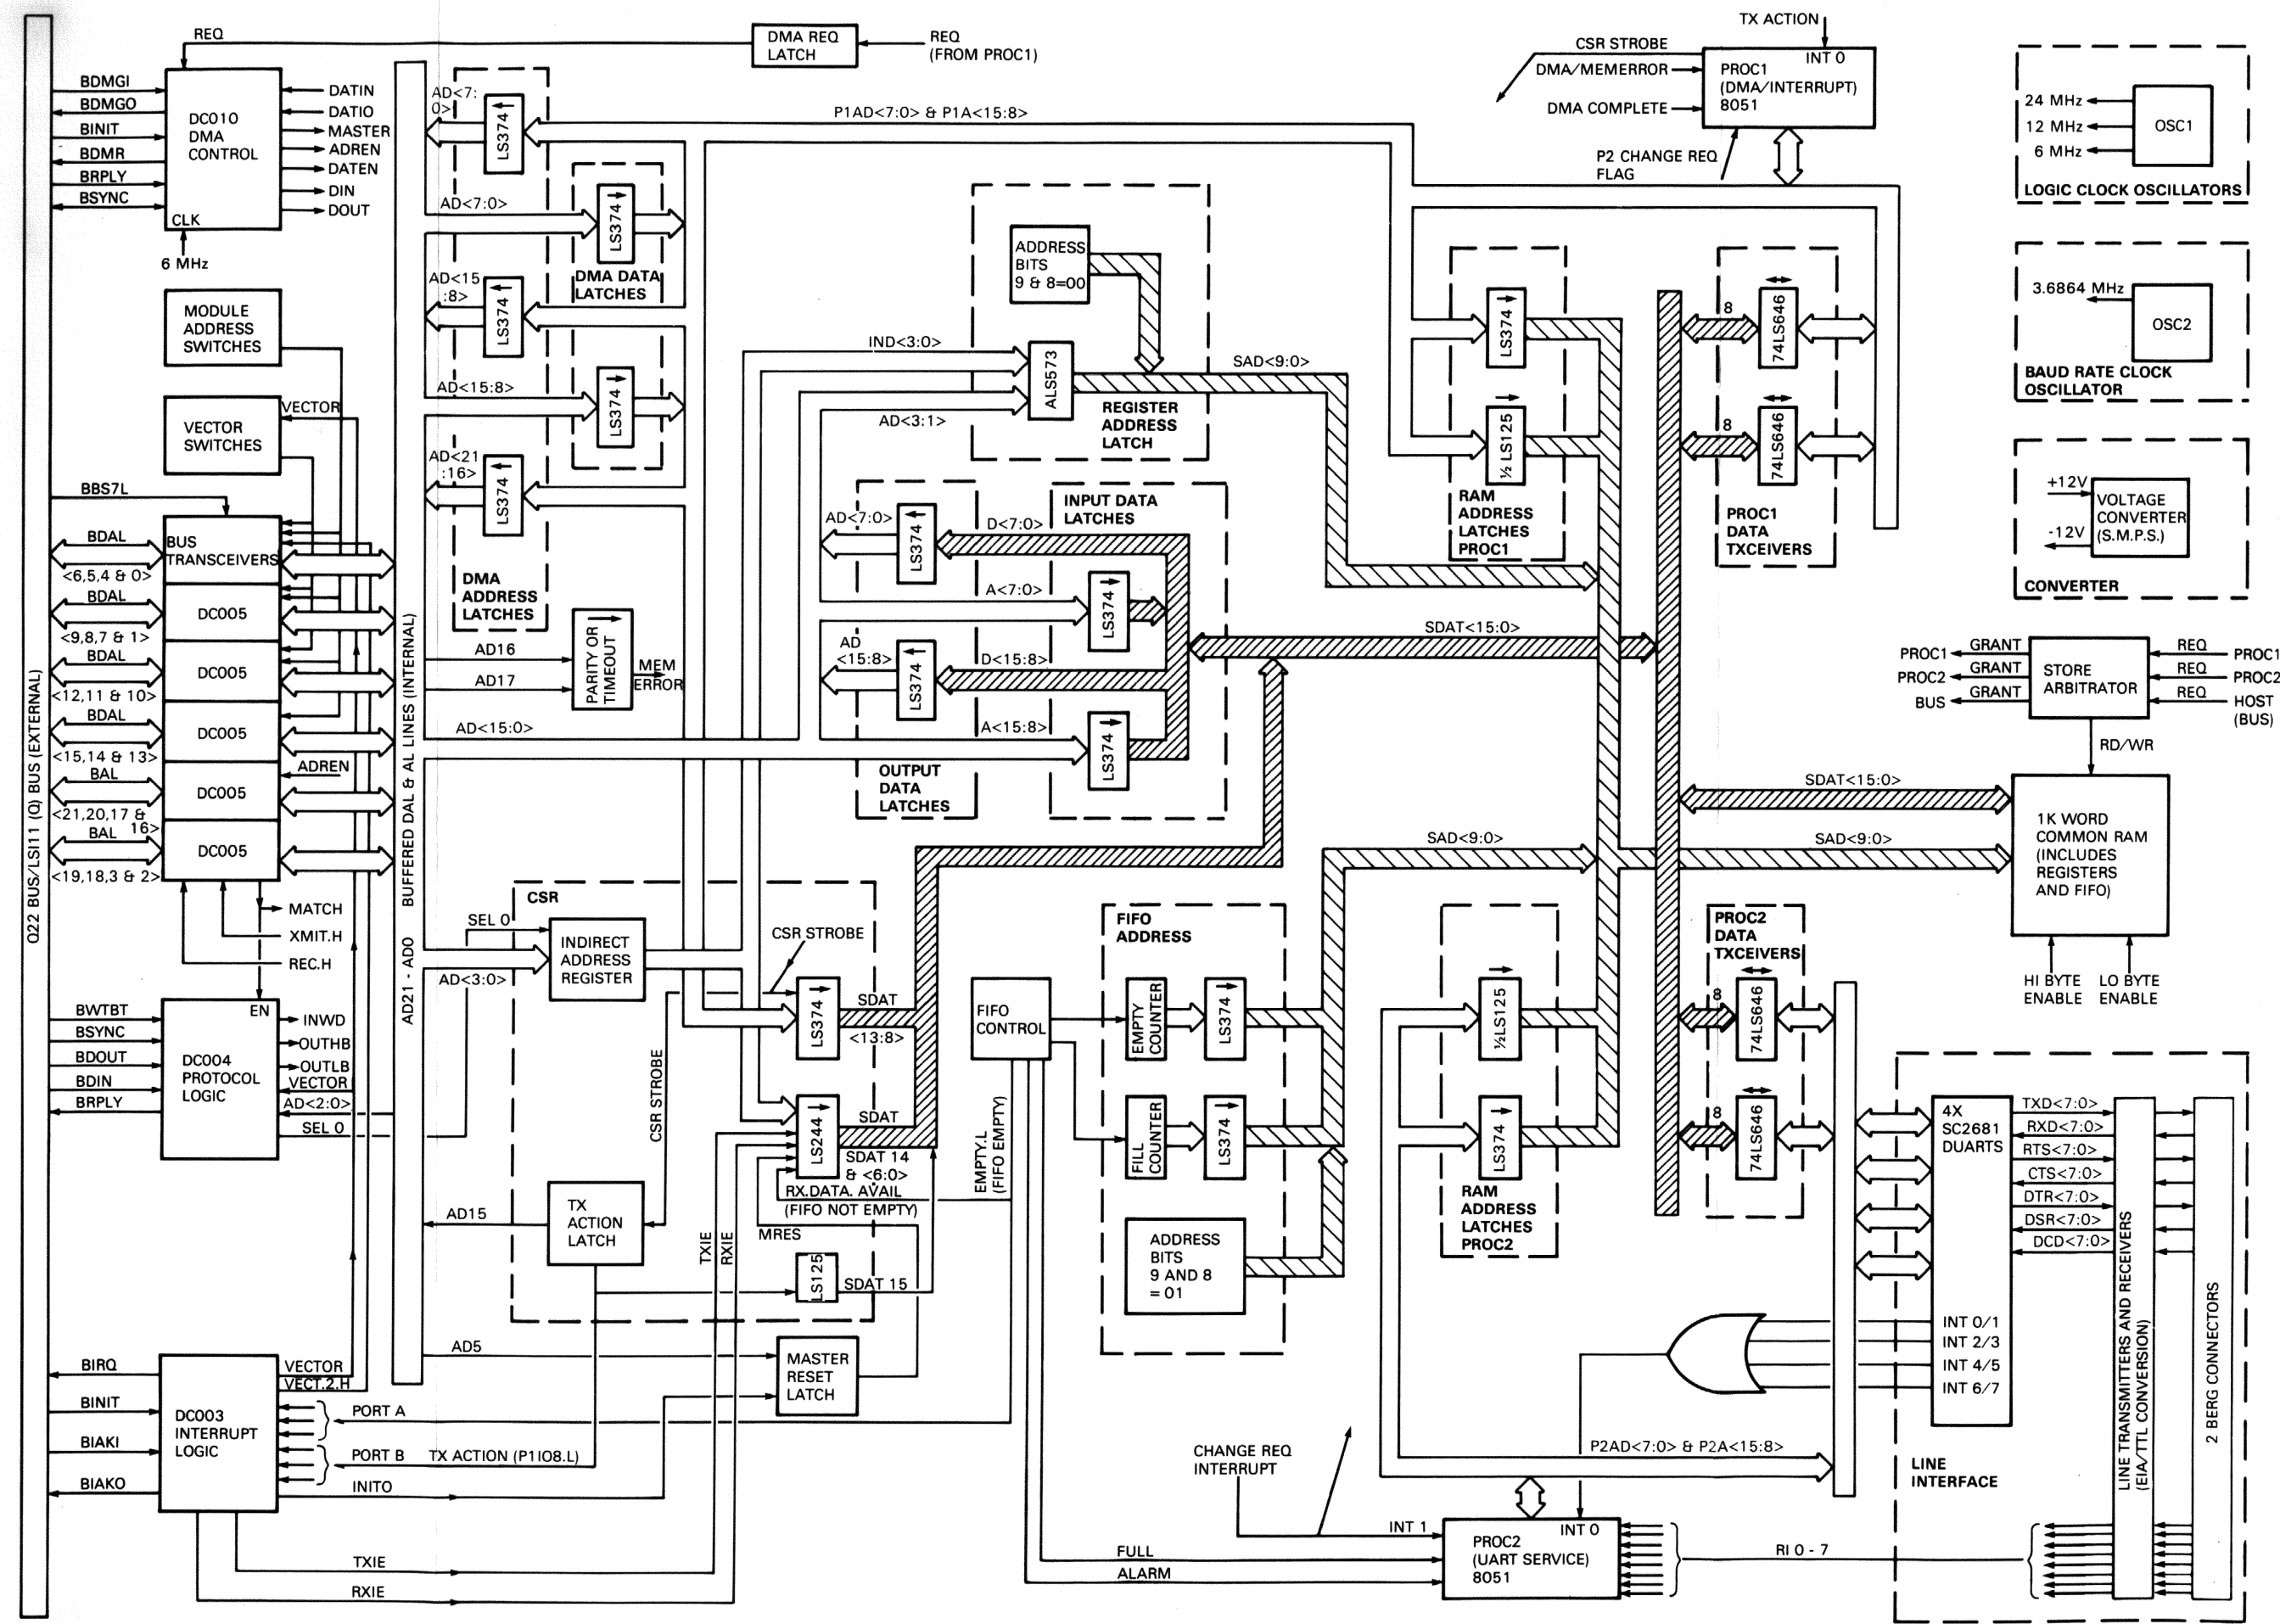 REQ
DMA REQ
LATCH
REQ
(FROM PROC1)
BDMGI
BDMGO
BINIT
BDMR
BRPLY
BSYNC
DC010
DMA
CONTROL
CLK
6 MHz
DATIN
DATIO
MASTER
ADREN
DATEN
DIN
DOUT
MODULE
ADDRESS
SWITCHES
VECTOR
SWITCHES
VECTOR
BBS7L
BUS
TRANSCEIVERS
BDAL
<6,5,4 & 0>
BDAL
DC005
<9,8,7 & 1>
BDAL
DC005
<12,11 & 10>
BDAL
DC005
<15,14 & 13>
ADREN
BAL
DC005
<21,20,17 &
16>
BAL
DC005
<19,18,3 & 2>
MATCH
XMIT.H
REC.H
Q22 BUS/LSI11 (Q) BUS (EXTERNAL)
BWTBT
BSYNC
BDOUT
BDIN
BRPLY
EN
DC004
PROTOCOL
LOGIC
INWD
OUTHB
OUTLB
VECTOR
AD<2:0>
SEL 0
BIRQ
BINIT
BIAKI
BIAKO
DC003
INTERRUPT
LOGIC
VECTOR
VECT.2.H
PORT A
PORT B
TX ACTION (P1IO8.L)
INITO
TXIE
RXIE
AD21 - AD0 BUFFERED DAL & AL LINES (INTERNAL)
AD<7:
0>
LS374
AD<7:0>
LS374
DMA DATA
LATCHES
AD<15
:8>
LS374
AD<15:8>
LS374
AD<21
:16>
LS374
DMA
ADDRESS
LATCHES
AD16
AD17
PARITY OR
TIMEOUT
MEM
ERROR
AD<15:0>
P1AD<7:0> & P1A<15:8>
ADDRESS
BITS
9 & 8=00
IND<3:0>
ALS573
AD<3:1>
REGISTER
ADDRESS
LATCH
SAD<9:0>
INPUT DATA
LATCHES
AD<7:0>
LS374
D<7:0>
A<7:0>
LS374
AD
<15:8>
LS374
D<15:8>
A<15:8>
LS374
OUTPUT
DATA
LATCHES
SDAT<15:0>
CSR
SEL 0
AD<3:0>
INDIRECT
ADDRESS
REGISTER
CSR STROBE
CSR STROBE
LS374
SDAT
<13:8>
LS244
SDAT
SDAT 14
& <6:0>
RX.DATA. AVAIL
(FIFO NOT EMPTY)
MRES
TX
ACTION
LATCH
AD15
LS125
SDAT 15
TXIE
RXIE
AD5
MASTER
RESET
LATCH
EMPTY.L
(FIFO EMPTY)
FIFO
CONTROL
FIFO
ADDRESS
EMPTY
COUNTER
LS374
FILL
COUNTER
LS374
ADDRESS
BITS
9 AND 8
= 01
SAD<9:0>
FULL
ALARM
CHANGE REQ
INTERRUPT
INT 1
INT 0
PROC2
(UART SERVICE)
8051
RI 0 - 7
TX ACTION
CSR STROBE
DMA/MEMERROR
DMA COMPLETE
INT 0
PROC1
(DMA/INTERRUPT)
8051
P2 CHANGE REQ
FLAG
LS374
½ LS125
RAM
ADDRESS
LATCHES
PROC1
8
74LS646
8
74LS646
PROC1
DATA
TXCEIVERS
½LS125
LS374
RAM
ADDRESS
LATCHES
PROC2
PROC2
DATA
TXCEIVERS
8
74LS646
8
74LS646
P2AD<7:0> & P2A<15:8>
24 MHz
12 MHz
6 MHz
OSC1
LOGIC CLOCK OSCILLATORS
3.6864 MHz
OSC2
BAUD RATE CLOCK
OSCILLATOR
+12V
-12V
VOLTAGE
CONVERTER
(S.M.P.S.)
CONVERTER
PROC1
GRANT
PROC2
GRANT
BUS
GRANT
STORE
ARBITRATOR
REQ
PROC1
REQ
PROC2
REQ
HOST
(BUS)
RD/WR
SDAT<15:0>
SAD<9:0>
1K WORD
COMMON RAM
(INCLUDES
REGISTERS
AND FIFO)
HI BYTE
ENABLE
LO BYTE
ENABLE
4X
SC2681
DUARTS
TXD<7:0>
RXD<7:0>
RTS<7:0>
CTS<7:0>
DTR<7:0>
DSR<7:0>
DCD<7:0>
INT 0/1
INT 2/3
INT 4/5
INT 6/7
LINE TRANSMITTERS AND RECEIVERS
(EIA/TTL CONVERSION)
2 BERG CONNECTORS
LINE
INTERFACE